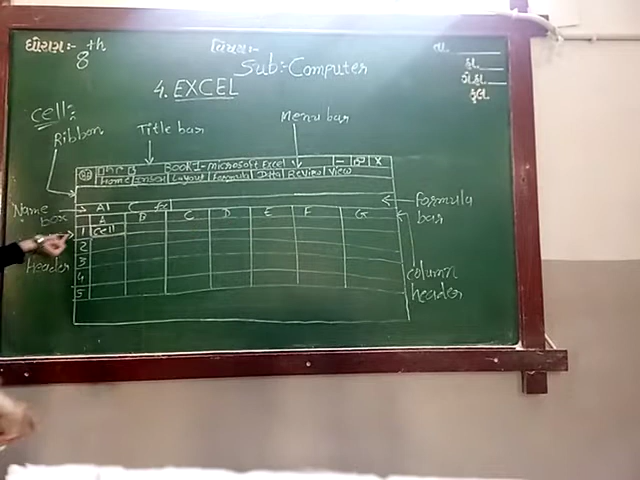 ધોરણ:- 8th
વિષય:- Sub:- Computer
તા.
ક્રા.
ગે.હા.
કુલ.
4. EXCEL
cell:
Ribbon
Title bar
Menu bar
Book1-microsoft Excel - X
Home Insert Layout Formula Data Review View
A1 fx
Formula bar
Name box
A B C D E F G
1 cell
2
3
4
5
Header
column header